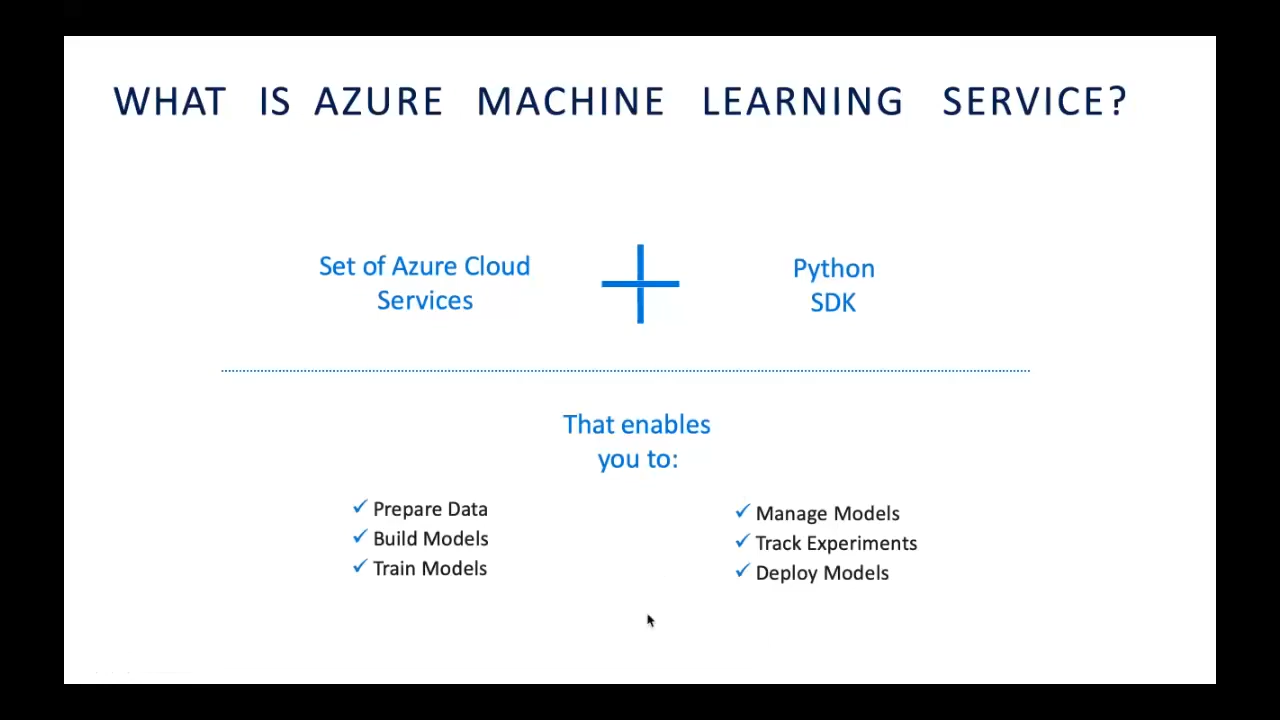 WHAT IS AZURE MACHINE LEARNING SERVICE?
Set of Azure Cloud
Services
Python
SDK
That enables
you to:
✓ Prepare Data
✓ Build Models
✓ Train Models
✓ Manage Models
✓ Track Experiments
✓ Deploy Models